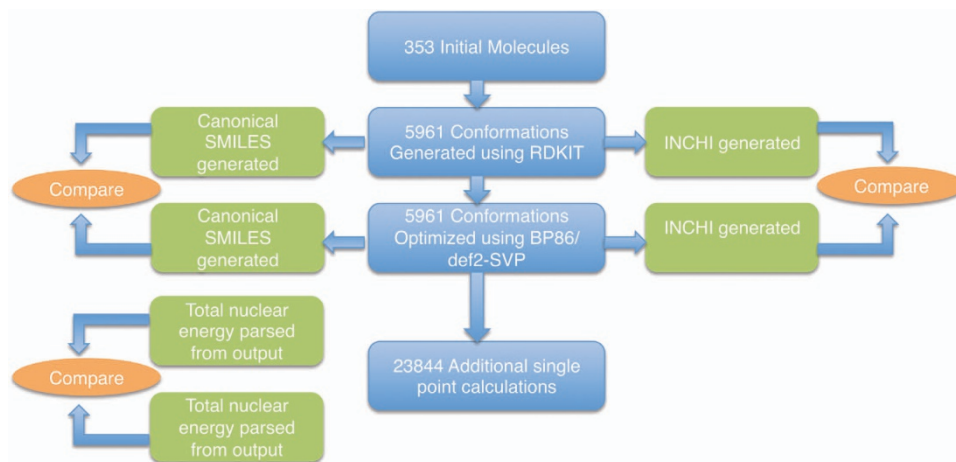 353 Initial Molecules
Canonical
SMILES
generated
5961 Conformations
Generated using RDKIT
INCHI generated
Compare
Compare
Canonical
SMILES
generated
5961 Conformations
Optimized using BP86/
def2-SVP
INCHI generated
Total nuclear
energy parsed
from output
Compare
23844 Additional single
point calculations
Total nuclear
energy parsed
from output